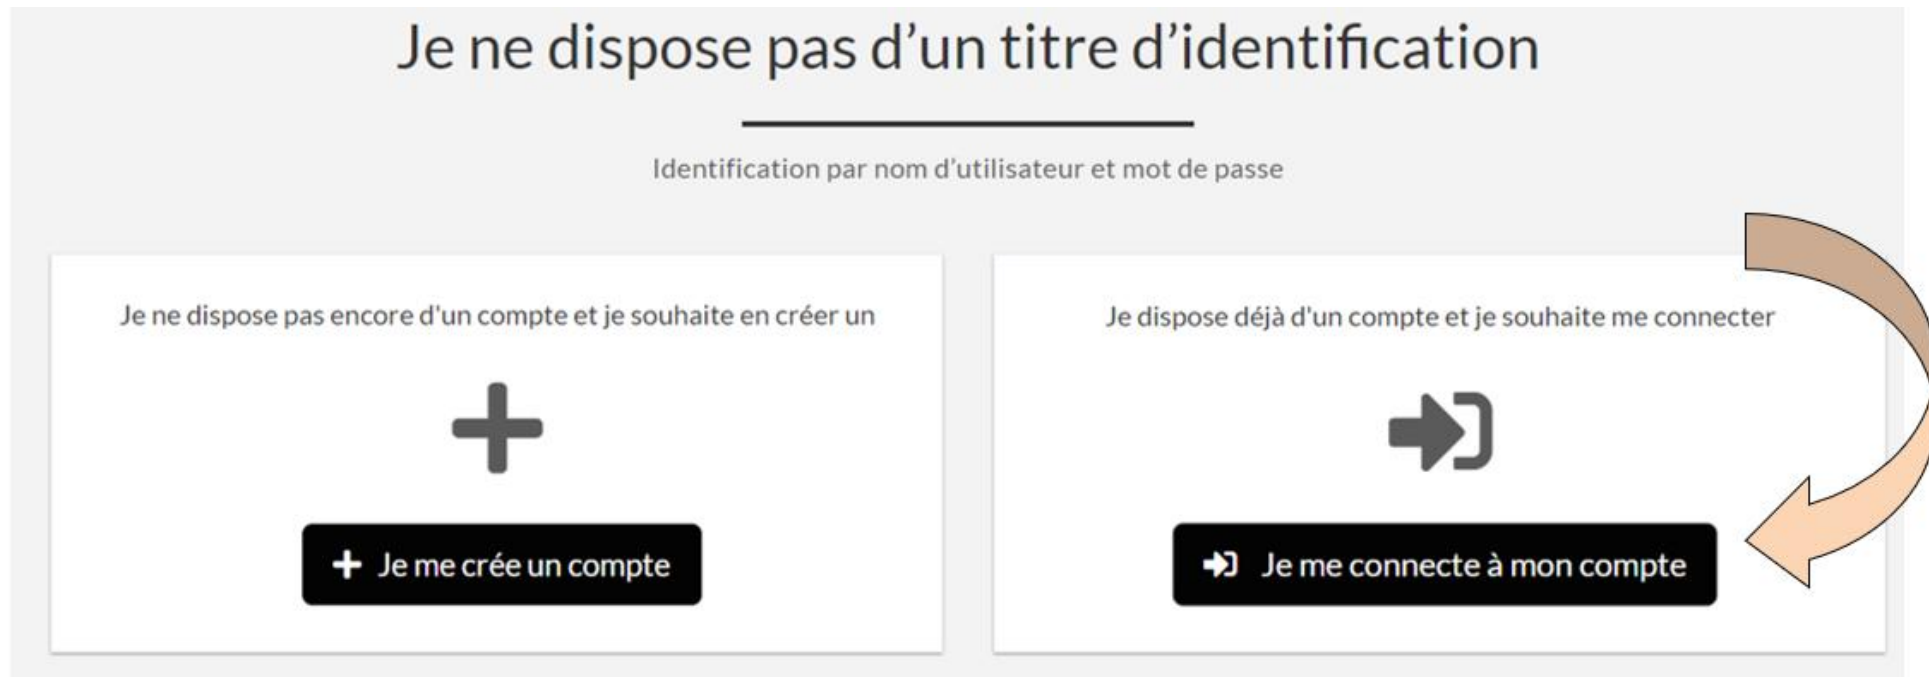 Je ne dispose pas d’un titre d’identification
Identification par nom d’utilisateur et mot de passe
Je ne dispose pas encore d'un compte et je souhaite en créer un
Je me crée un compte
Je dispose déjà d'un compte et je souhaite me connecter
Je me connecte à mon compte